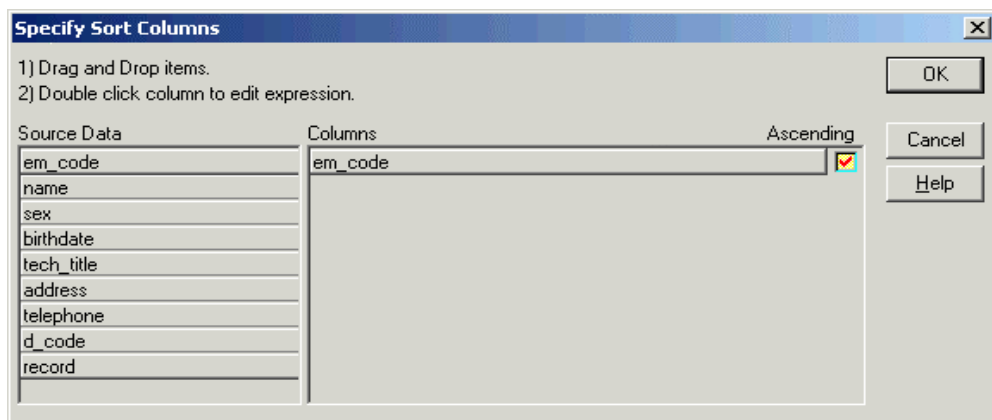 Specify Sort Columns
1) Drag and Drop items.
2) Double click column to edit expression.
OK
Source Data Columns Ascending
Cancel
em_code em_code
Help
name
sex
birthdate
tech_title
address
telephone
d_code
record